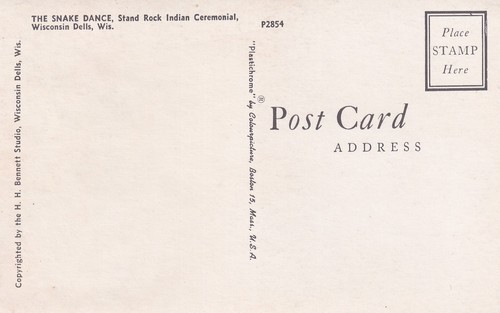 THE SNAKE DANCE, Stand Rock Indian Ceremonial,
Wisconsin Dells, Wis.
P2854
Place
STAMP
Here
Copyrighted by the H. H. Bennett Studio, Wisconsin Dells, Wis.
"Plastichrome" ® by Colourpicture, Boston 15, Mass., U.S.A.
Post Card
ADDRESS